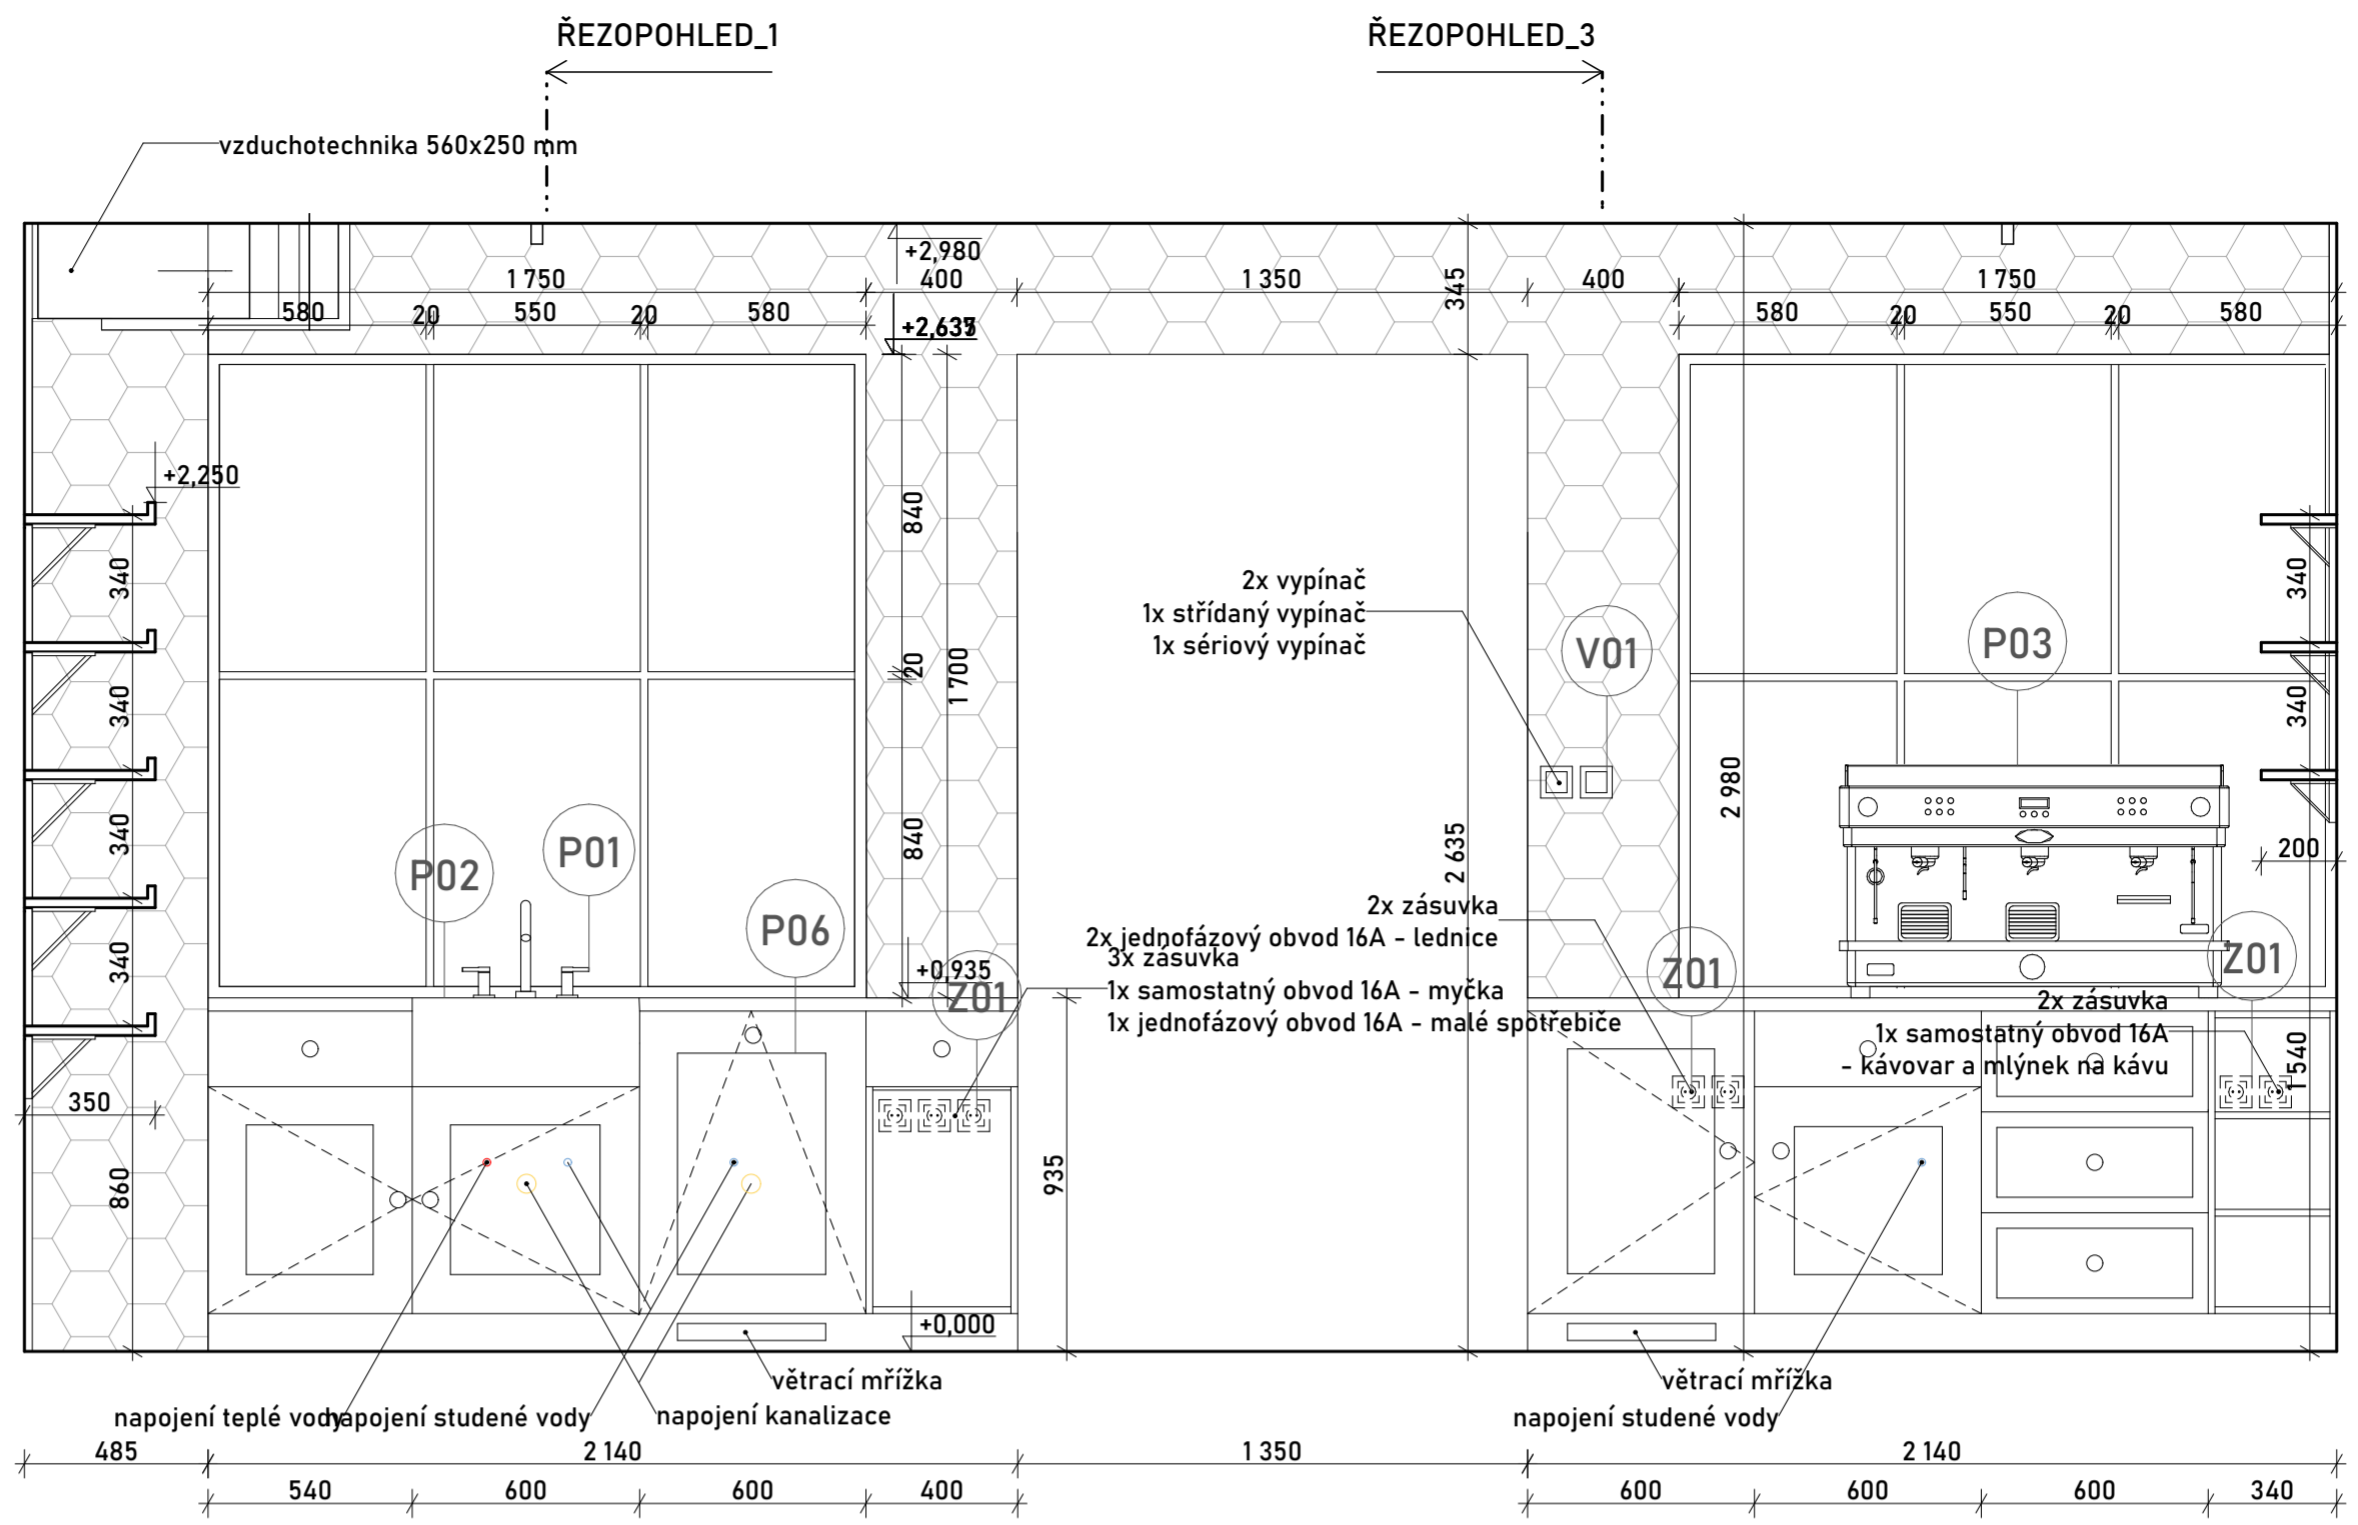 ŘEZOPOHLED_1
ŘEZOPOHLED_3
vzduchotechnika 560x250 mm
+2,980
1 750
400
1 350
345
400
1 750
580
20
550
20
580
580
20
550
20
580
+2,635
+2,250
340
340
340
340
860
350
840
20
840
1 700
2x vypínač
1x střídaný vypínač
1x sériový vypínač
V01
P03
340
340
2 980
2 635
200
P02
P01
P06
Z01
+0,935
2x zásuvka
2x jednofázový obvod 16A - lednice
3x zásuvka
1x samostatný obvod 16A - myčka
1x jednofázový obvod 16A - malé spotřebiče
Z01
Z01
2x zásuvka
1x samostatný obvod 16A
- kávovar a mlýnek na kávu
1 540
935
+0,000
větrací mřížka
větrací mřížka
napojení teplé vody
napojení studené vody
napojení kanalizace
napojení studené vody
485
2 140
1 350
2 140
540
600
600
400
600
600
600
340